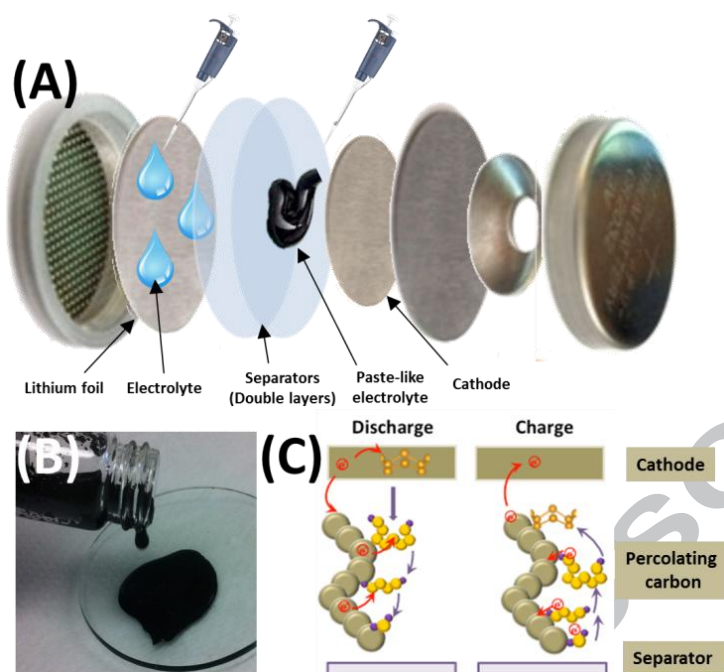 (A)
Lithium foil
Electrolyte
Separators
(Double layers)
Paste-like
electrolyte
Cathode
(B)
(C)
Discharge
Charge
Cathode
Percolating
carbon
Separator